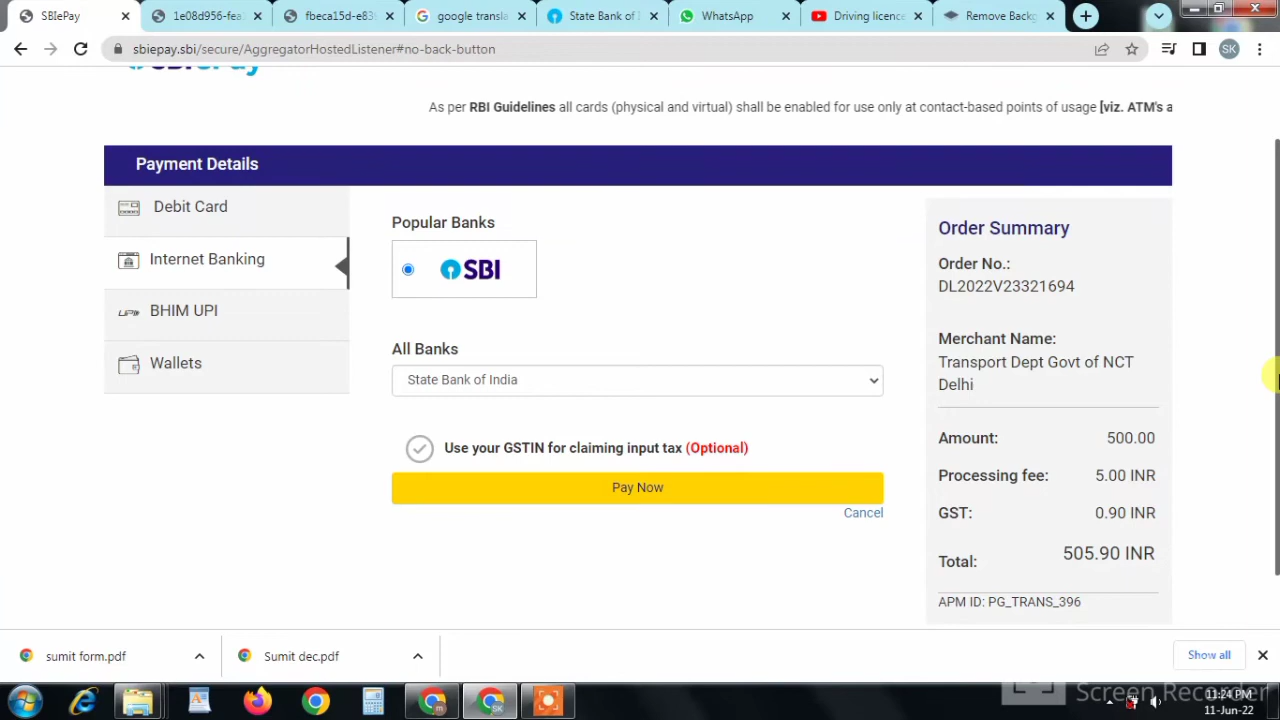 SBIePay
1e08d956-fea
fbeca15d-e83
google transla
State Bank of I
WhatsApp
Driving licence
Remove Backg
sbiepay.sbi/secure/AggregatorHostedListener#no-back-button
SK
SBIePay
As per RBI Guidelines all cards (physical and virtual) shall be enabled for use only at contact-based points of usage [viz. ATM's a
Payment Details
Debit Card
Internet Banking
BHIM UPI
Wallets
Popular Banks
SBI
All Banks
State Bank of India
Use your GSTIN for claiming input tax (Optional)
Pay Now
Cancel
Order Summary
Order No.:
DL2022V23321694
Merchant Name:
Transport Dept Govt of NCT
Delhi
Amount: 500.00
Processing fee: 5.00 INR
GST: 0.90 INR
Total: 505.90 INR
APM ID: PG_TRANS_396
sumit form.pdf
Sumit dec.pdf
Show all
Screen Recorder
11:24 PM
11-Jun-22